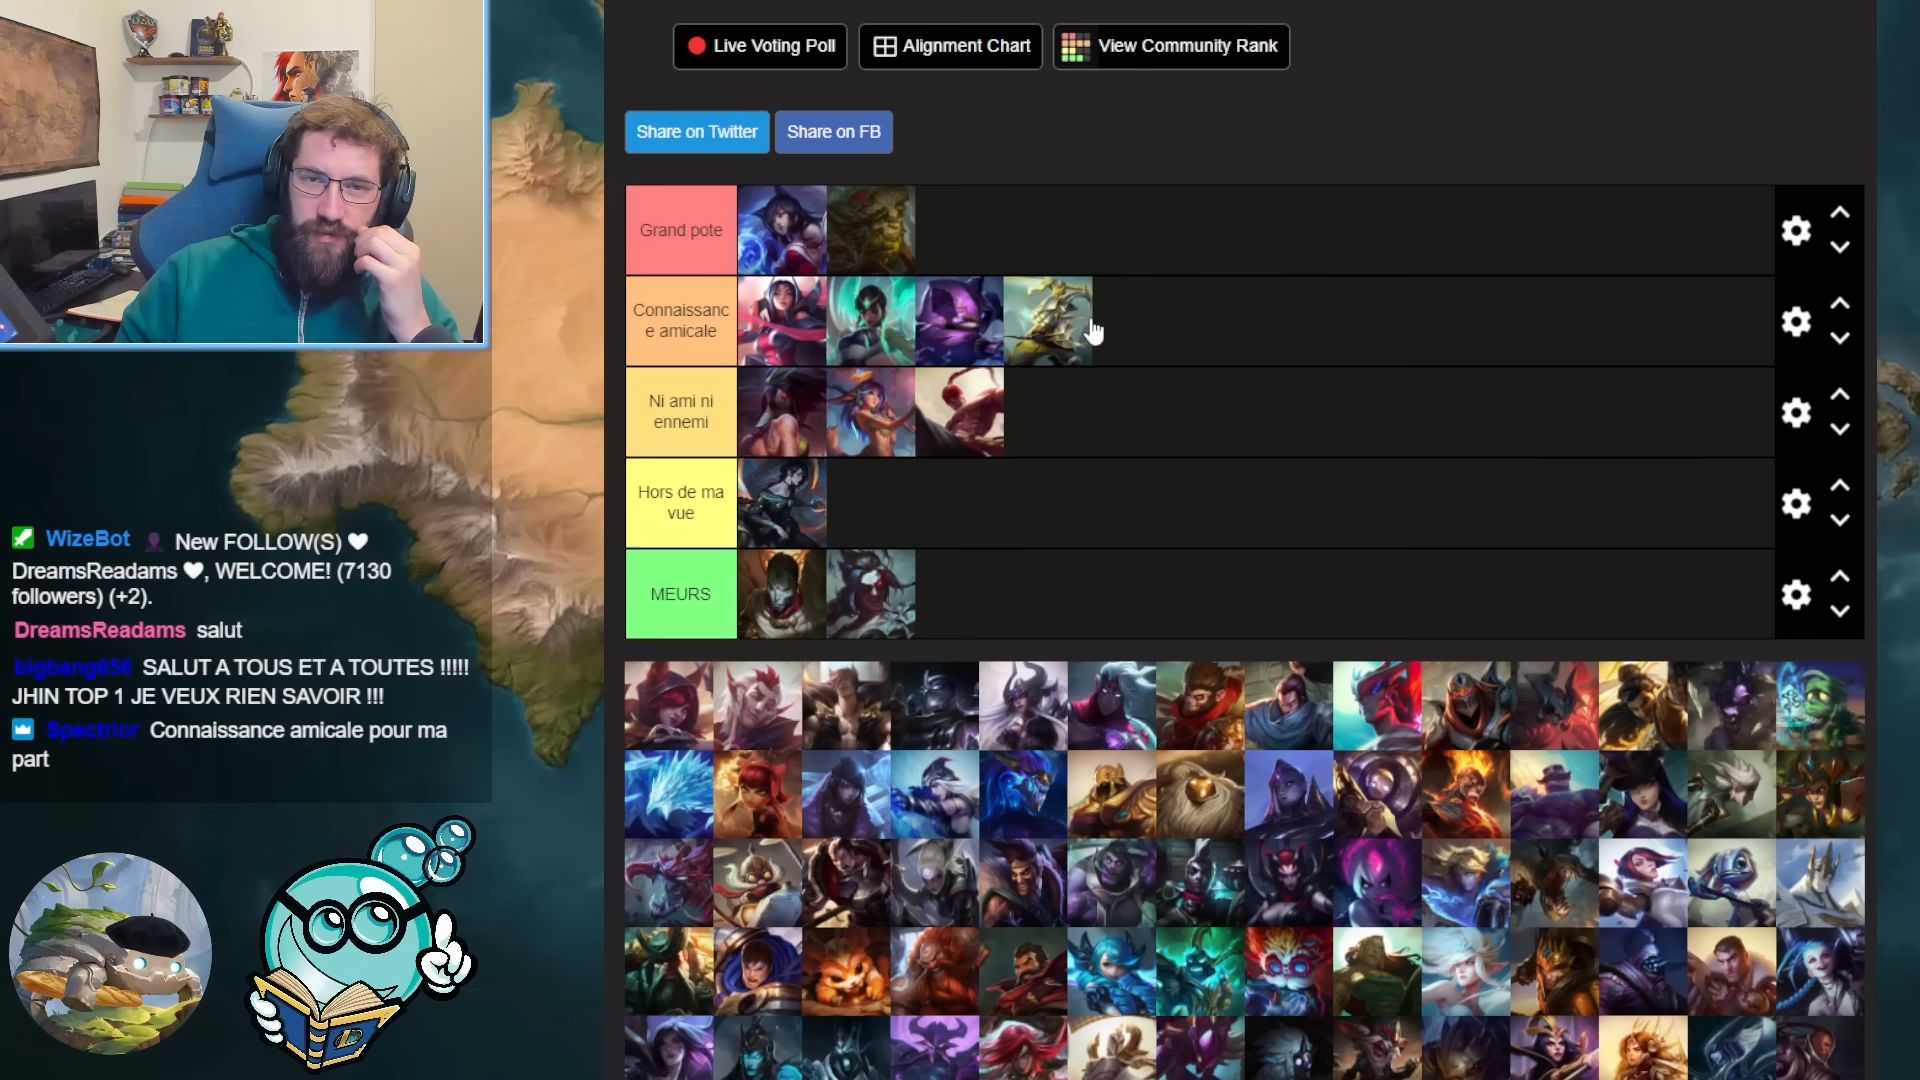 Live Voting Poll
Alignment Chart
View Community Rank
Share on Twitter
Share on FB
Grand pote
Connaissanc
e amicale
Ni ami ni
ennemi
Hors de ma
vue
MEURS
WizeBot New FOLLOW(S)
DreamsReadams , WELCOME! (7130
followers) (+2).
DreamsReadams salut
bigbang656 SALUT A TOUS ET A TOUTES !!!!!
JHIN TOP 1 JE VEUX RIEN SAVOIR !!!
Spectrior Connaissance amicale pour ma
part